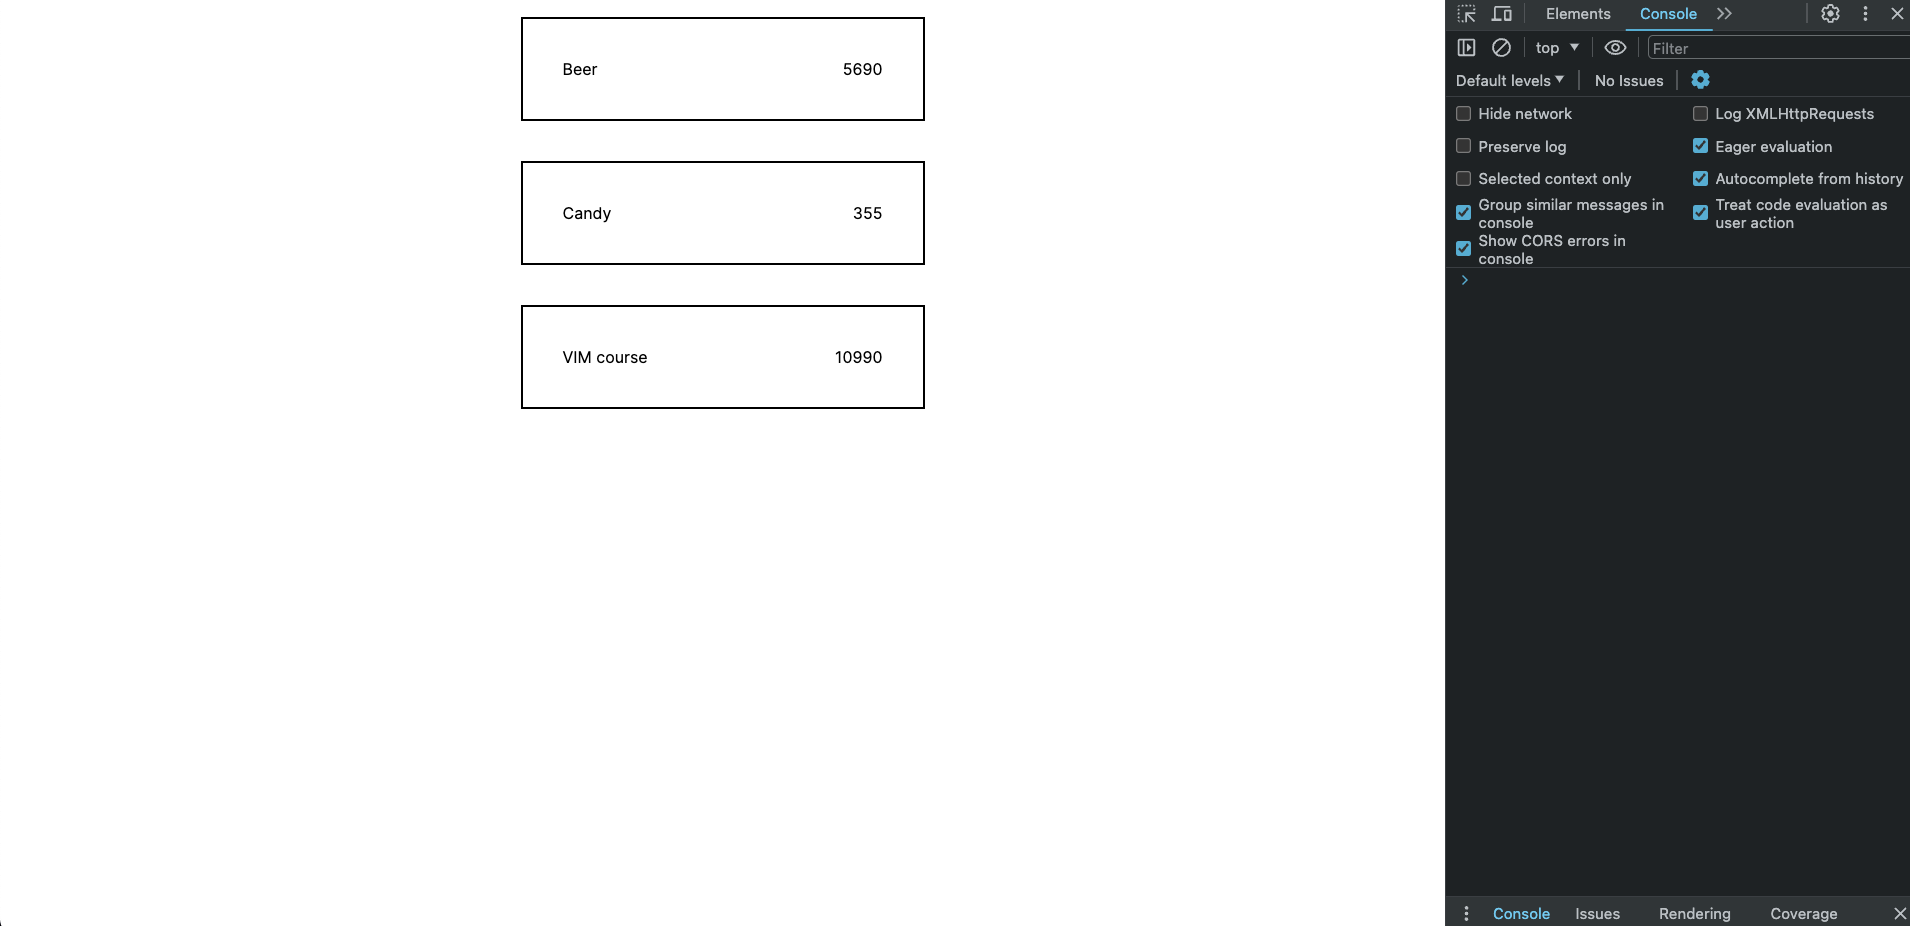 Beer 5690
Candy 355
VIM course 10990
Elements Console
top Filter
Default levels No Issues
Hide network Log XMLHttpRequests
Preserve log Eager evaluation
Selected context only Autocomplete from history
Group similar messages in console
Treat code evaluation as user action
Show CORS errors in console
Console Issues Rendering Coverage